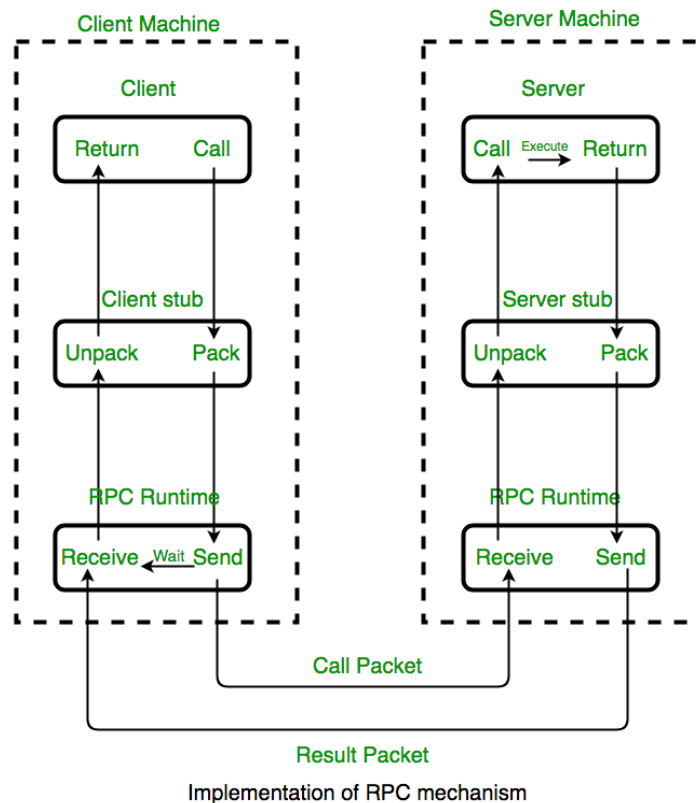 Client Machine
Server Machine
Client
Server
Return Call
Call Execute Return
Client stub
Server stub
Unpack Pack
Unpack Pack
RPC Runtime
RPC Runtime
Receive Wait Send
Receive Send
Call Packet
Result Packet
Implementation of RPC mechanism